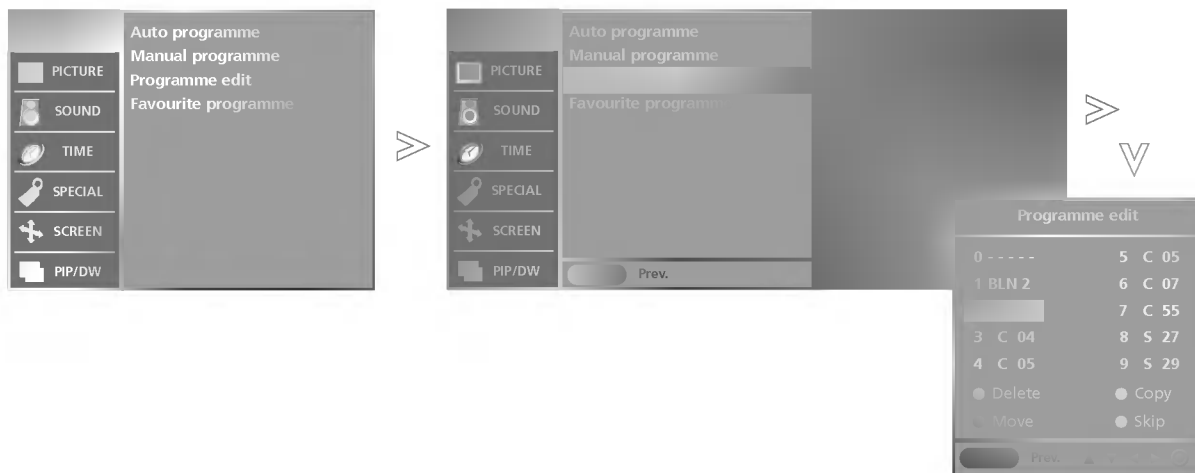 Auto programme
Manual programme
Programme edit
Favourite programme
PICTURE
SOUND
TIME
SPECIAL
SCREEN
PIP/DW
Auto programme
Manual programme
Favourite programme
PICTURE
SOUND
TIME
SPECIAL
SCREEN
PIP/DW
Prev.
Programme edit
0 - - - - -
1 BLN 2
3 C 04
4 C 05
5 C 05
6 C 07
7 C 55
8 S 27
9 S 29
Delete
Copy
Move
Skip
Prev.